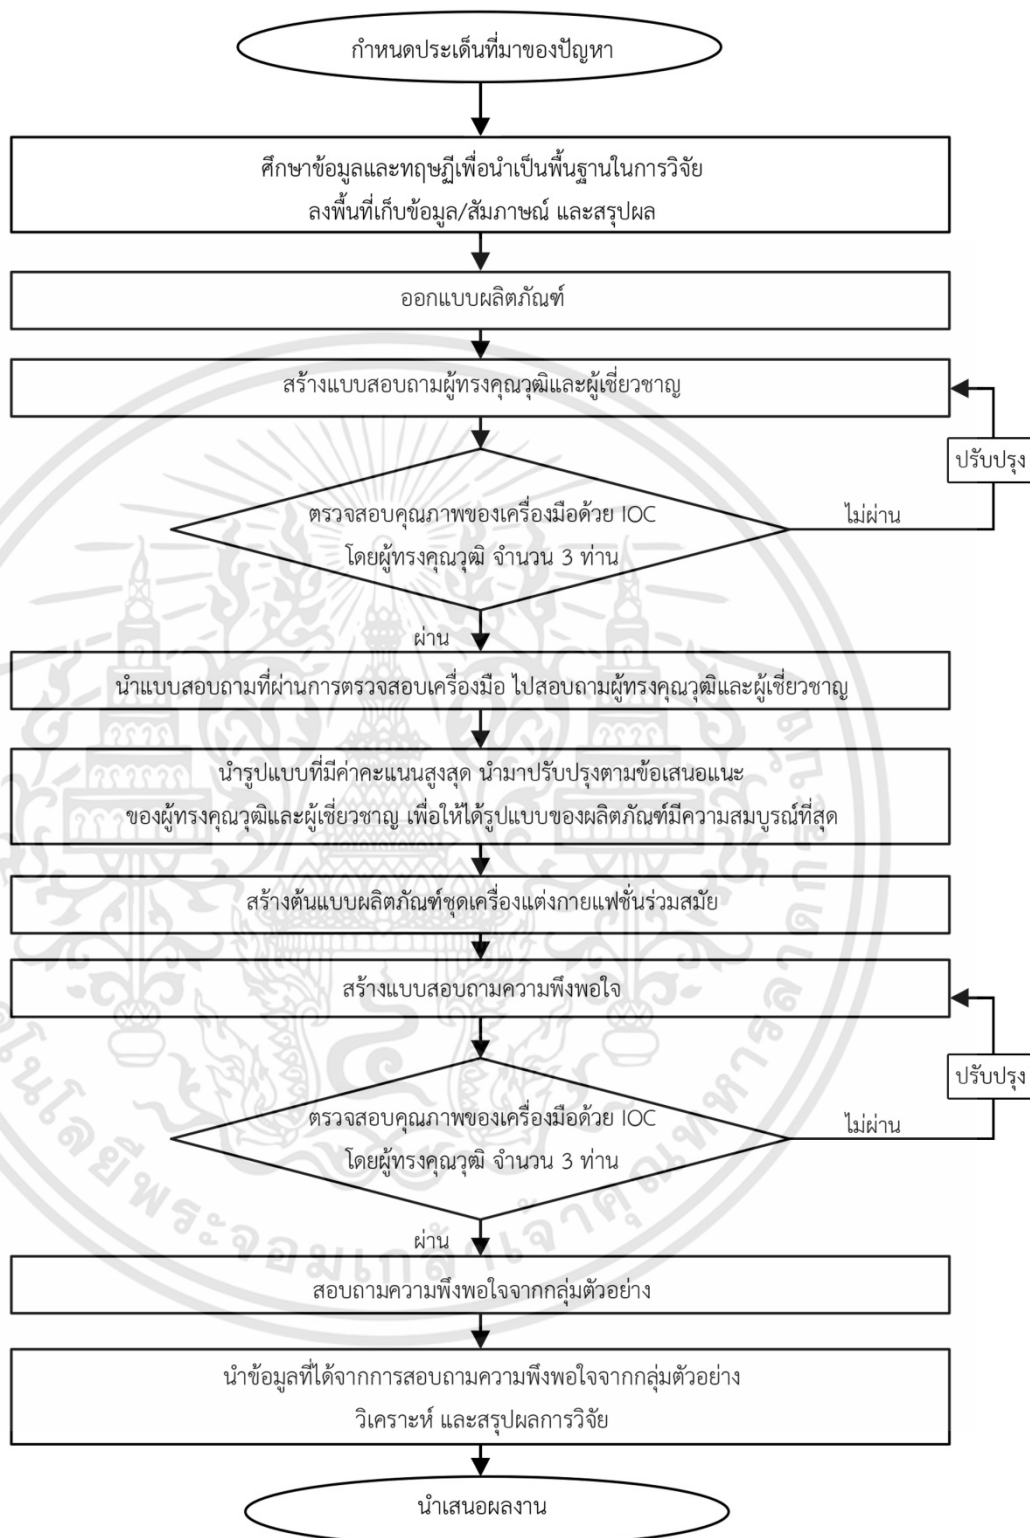 กำหนดประเด็นที่มาของปัญหา
ศึกษาข้อมูลและทฤษฎีเพื่อนำเป็นพื้นฐานในการวิจัย
ลงพื้นที่เก็บข้อมูล/สัมภาษณ์ และสรุปผล
ออกแบบผลิตภัณฑ์
สร้างแบบสอบถามผู้ทรงคุณวุฒิและผู้เชี่ยวชาญ
ปรับปรุง
ตรวจสอบคุณภาพของเครื่องมือด้วย IOC
โดยผู้ทรงคุณวุฒิ จำนวน 3 ท่าน
ไม่ผ่าน
ผ่าน
นำแบบสอบถามที่ผ่านการตรวจสอบเครื่องมือ ไปสอบถามผู้ทรงคุณวุฒิและผู้เชี่ยวชาญ
นำรูปแบบที่มีค่าคะแนนสูงสุด นำมาปรับปรุงตามข้อเสนอแนะ
ของผู้ทรงคุณวุฒิและผู้เชี่ยวชาญ เพื่อให้ได้รูปแบบของผลิตภัณฑ์มีความสมบูรณ์ที่สุด
สร้างต้นแบบผลิตภัณฑ์ชุดเครื่องแต่งกายแฟชั่นร่วมสมัย
สร้างแบบสอบถามความพึงพอใจ
ปรับปรุง
ตรวจสอบคุณภาพของเครื่องมือด้วย IOC
โดยผู้ทรงคุณวุฒิ จำนวน 3 ท่าน
ไม่ผ่าน
ผ่าน
สอบถามความพึงพอใจจากกลุ่มตัวอย่าง
นำข้อมูลที่ได้จากการสอบถามความพึงพอใจจากกลุ่มตัวอย่าง
วิเคราะห์ และสรุปผลการวิจัย
นำเสนอผลงาน